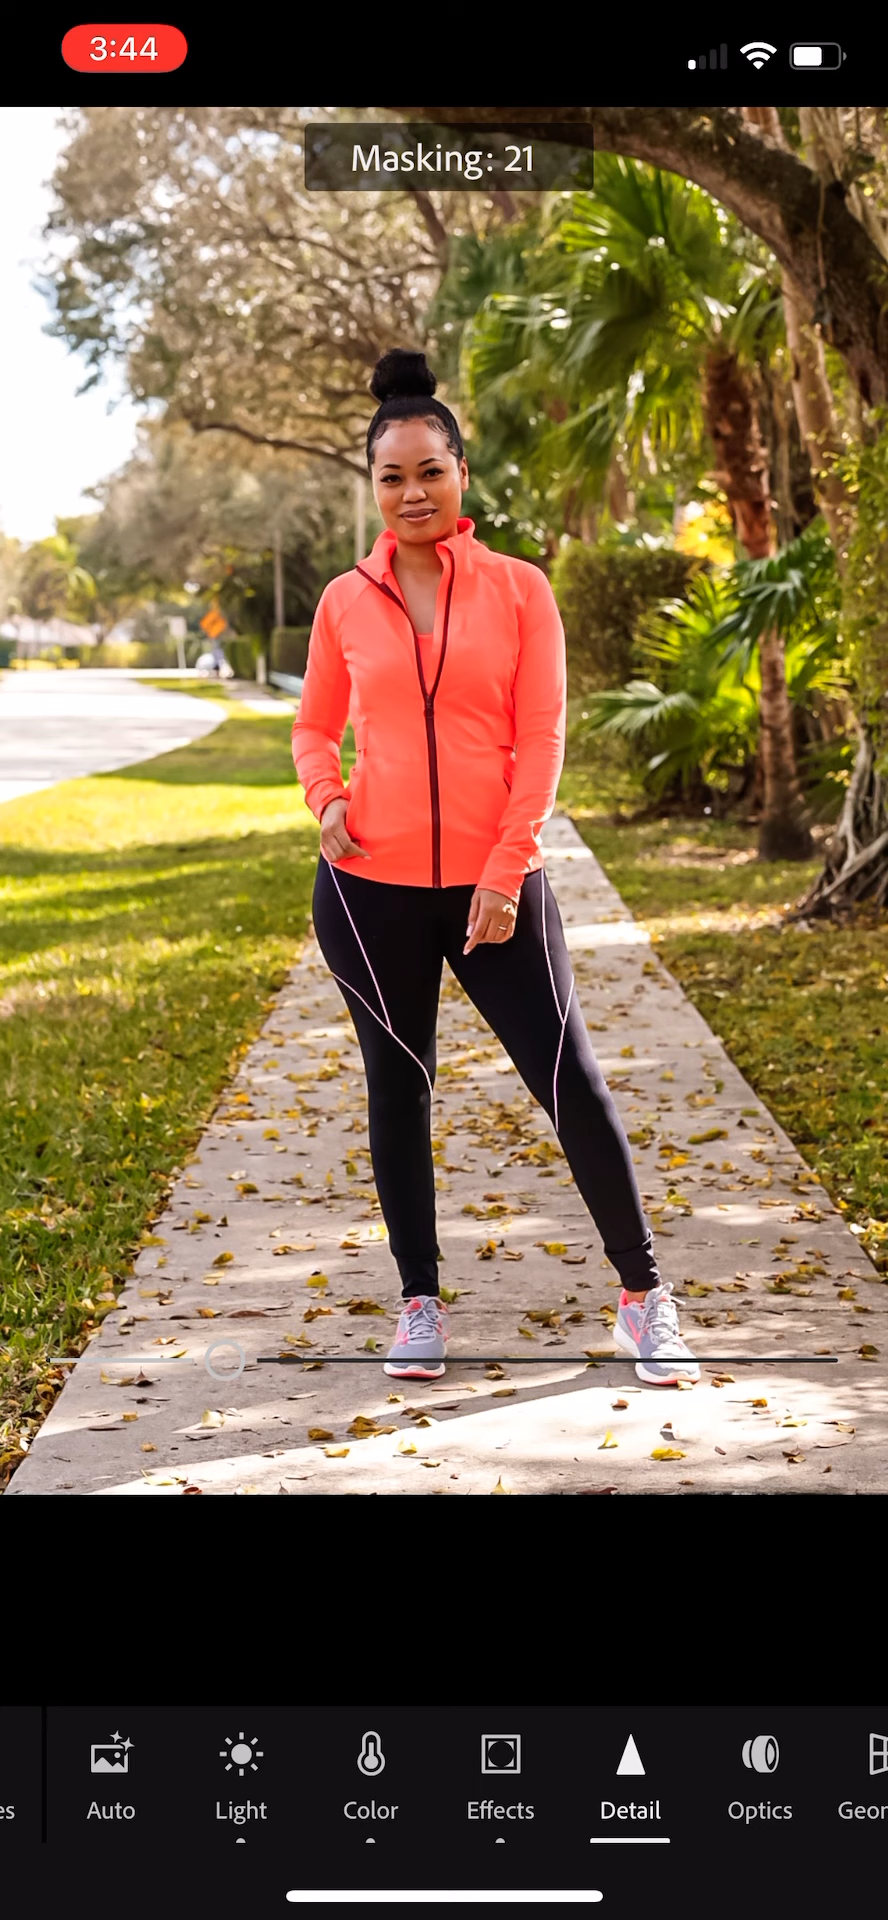 3:44
Masking: 21
es
Auto
Light
Color
Effects
Detail
Optics
Geor